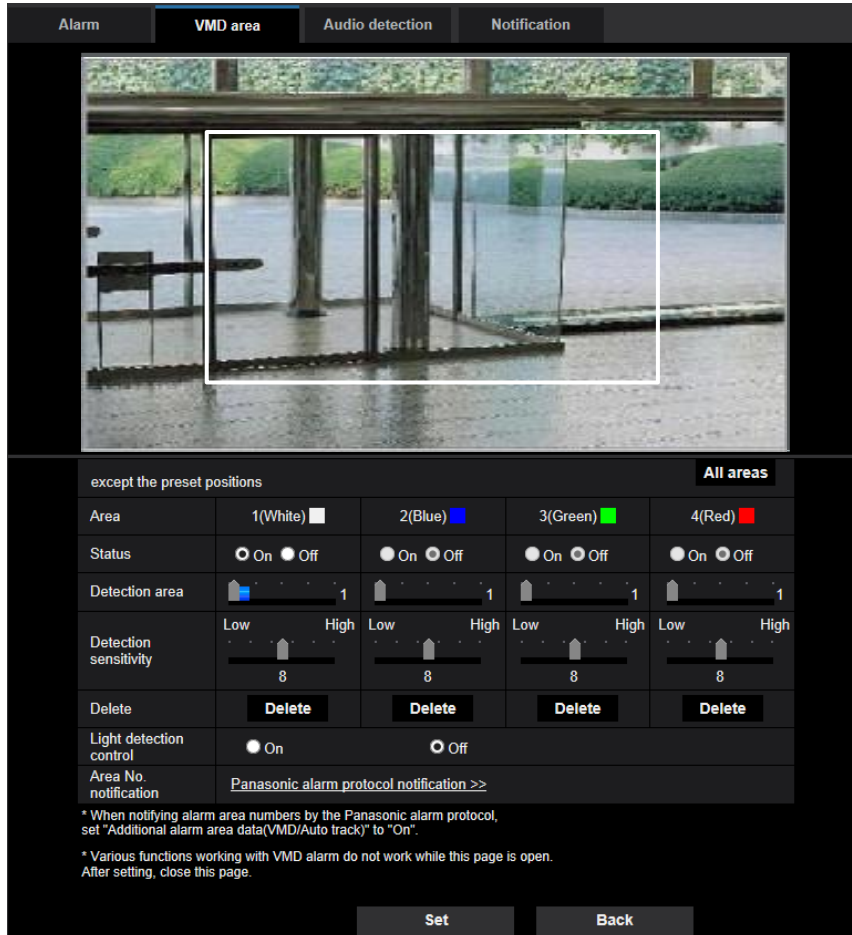 Alarm VMD area Audio detection Notification
except the preset positions All areas
Area 1(White) 2(Blue) 3(Green) 4(Red)
Status On Off On Off On Off On Off
Detection area 1 1 1 1
Low High Low High Low High Low High
Detection
sensitivity
8 8 8 8
Delete Delete Delete Delete Delete
Light detection
control
On Off
Area No.
notification
Panasonic alarm protocol notification >>
* When notifying alarm area numbers by the Panasonic alarm protocol,
set "Additional alarm area data(VMD/Auto track)" to "On".
* Various functions working with VMD alarm do not work while this page is open.
After setting, close this page.
Set Back